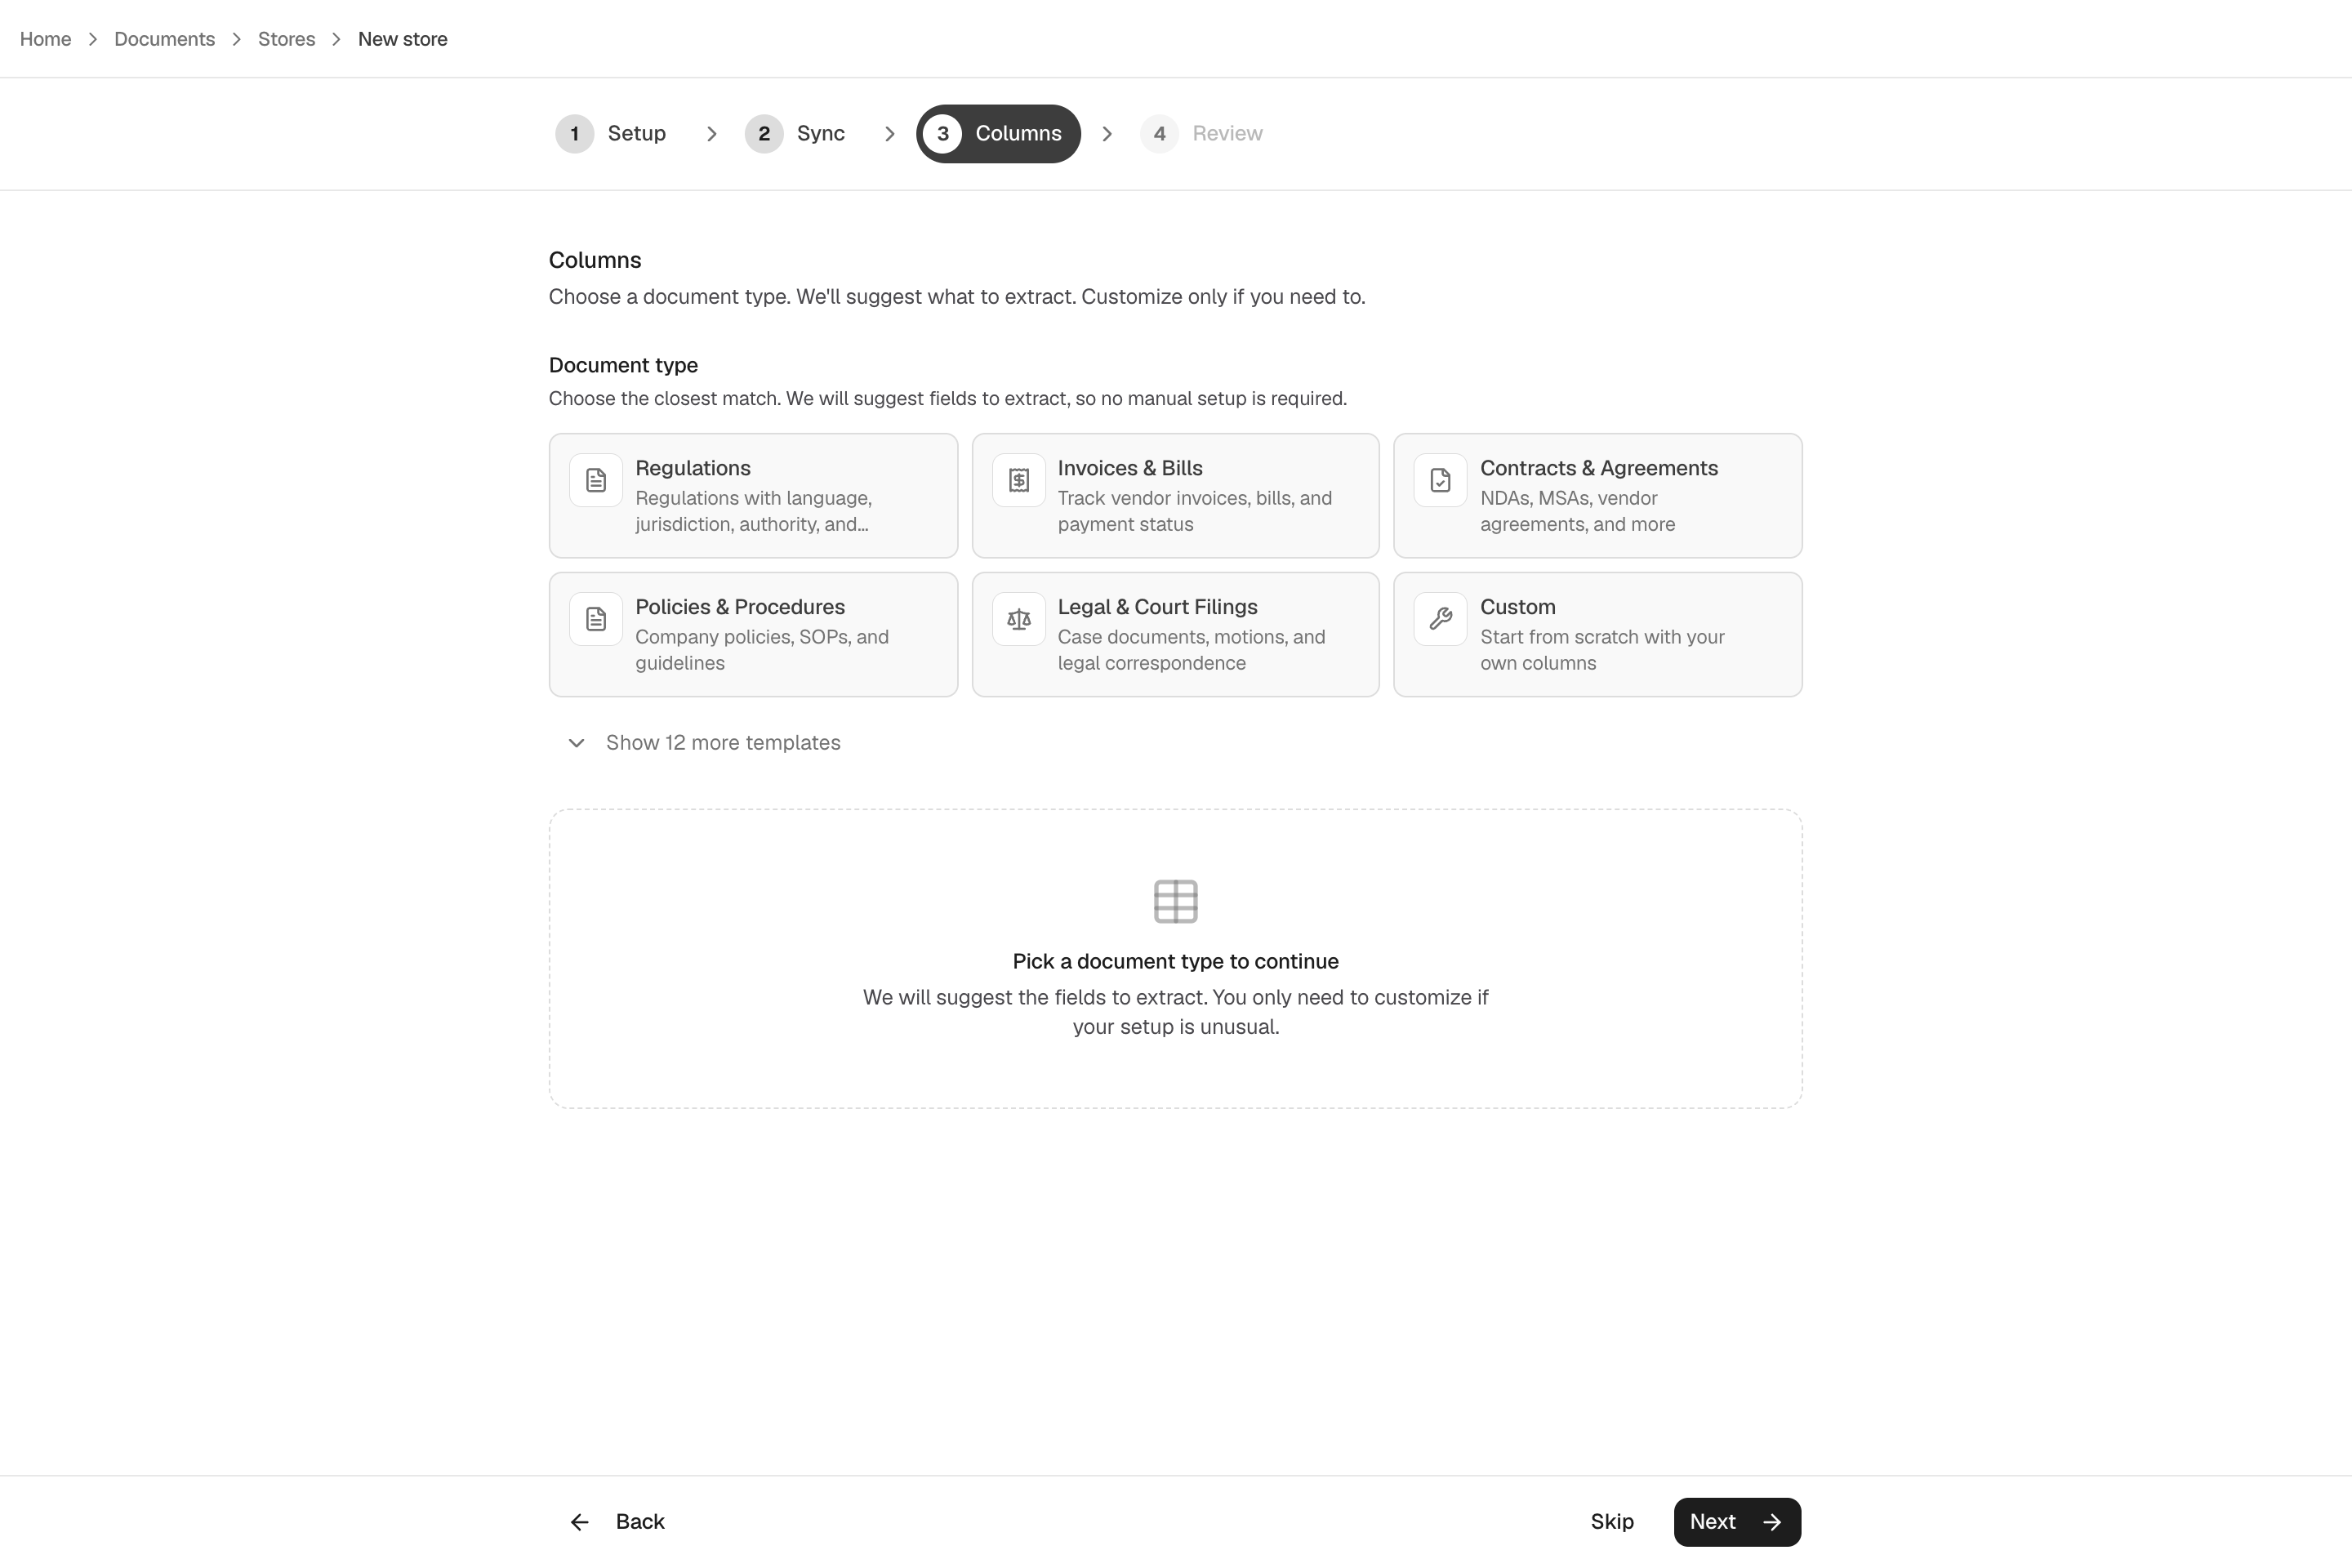 Home
Documents
Stores
New store
1 Setup
2 Sync
3 Columns
4 Review
Columns
Choose a document type. We'll suggest what to extract. Customize only if you need to.
Document type
Choose the closest match. We will suggest fields to extract, so no manual setup is required.
Regulations
Regulations with language,
jurisdiction, authority, and...
Invoices & Bills
Track vendor invoices, bills, and
payment status
Contracts & Agreements
NDAs, MSAs, vendor
agreements, and more
Policies & Procedures
Company policies, SOPs, and
guidelines
Legal & Court Filings
Case documents, motions, and
legal correspondence
Custom
Start from scratch with your
own columns
Show 12 more templates
Pick a document type to continue
We will suggest the fields to extract. You only need to customize if
your setup is unusual.
Back
Skip
Next